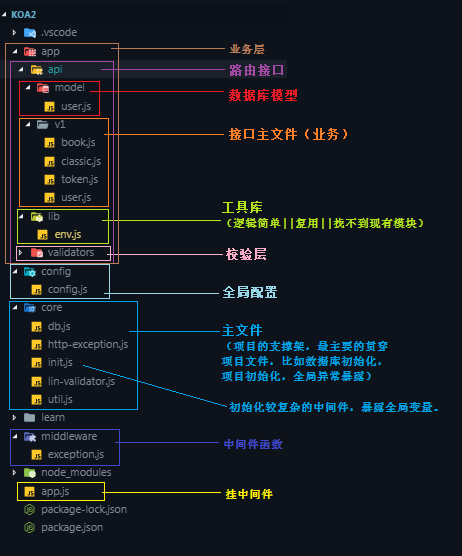 KOA2
.vscode
app 业务层
api 路由接口
model 数据库模型
user.js
v1 接口主文件（业务）
book.js
classic.js
token.js
user.js 工具库
lib （逻辑简单||复用||找不到现有模块）
env.js
validators 校验层
config
config.js 全局配置
core
db.js 主文件
http-exception.js （项目的支撑架，最主要的贯穿
init.js 项目文件，比如数据库初始化，
lin-validator.js 项目初始化，全局异常暴露）
util.js 初始化较复杂的中间件，暴露全局变量。
learn
middleware 中间件函数
exception.js
node_modules
app.js 挂中间件
package-lock.json
package.json